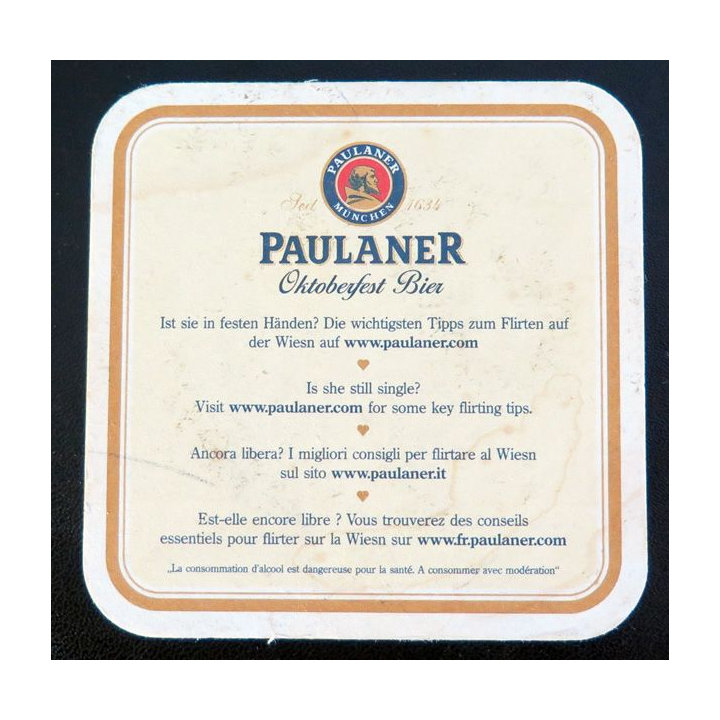 PAULANER
MÜNCHEN
Seit 1634
PAULANER
Oktoberfest Bier
Ist sie in festen Händen? Die wichtigsten Tipps zum Flirten auf
der Wiesn auf www.paulaner.com
Is she still single?
Visit www.paulaner.com for some key flirting tips.
Ancora libera? I migliori consigli per flirtare al Wiesn
sul sito www.paulaner.it
Est-elle encore libre ? Vous trouverez des conseils
essentiels pour flirter sur la Wiesn sur www.fr.paulaner.com
„La consommation d'alcool est dangereuse pour la santé. A consommer avec modération“